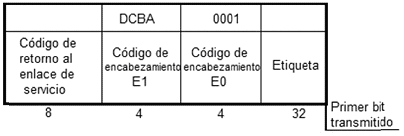 DCBA 0001
Código de retorno al enlace de servicio
Código de encabezamiento E1
Código de encabezamiento E0
Etiqueta
8 4 4 32
Primer bit transmitido